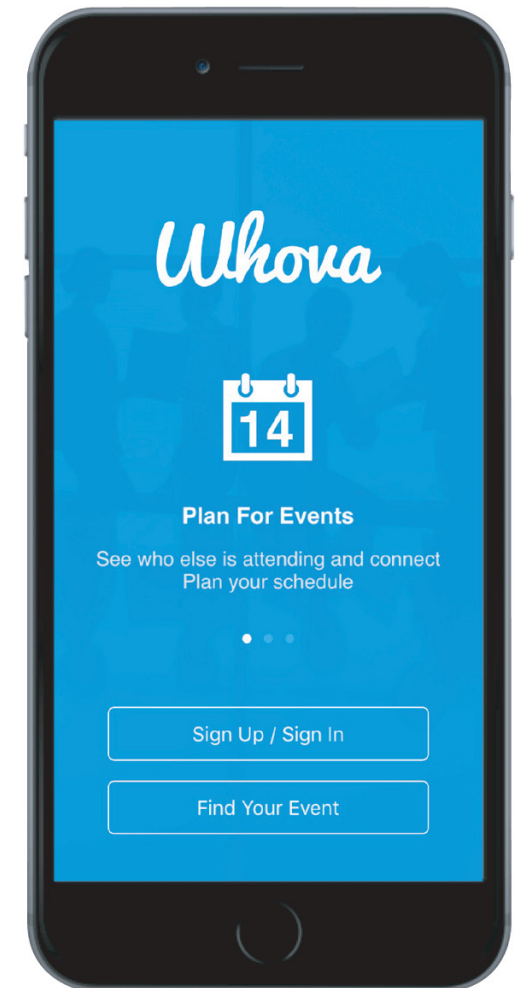 Whova
14
Plan For Events
See who else is attending and connect
Plan your schedule
Sign Up / Sign In
Find Your Event